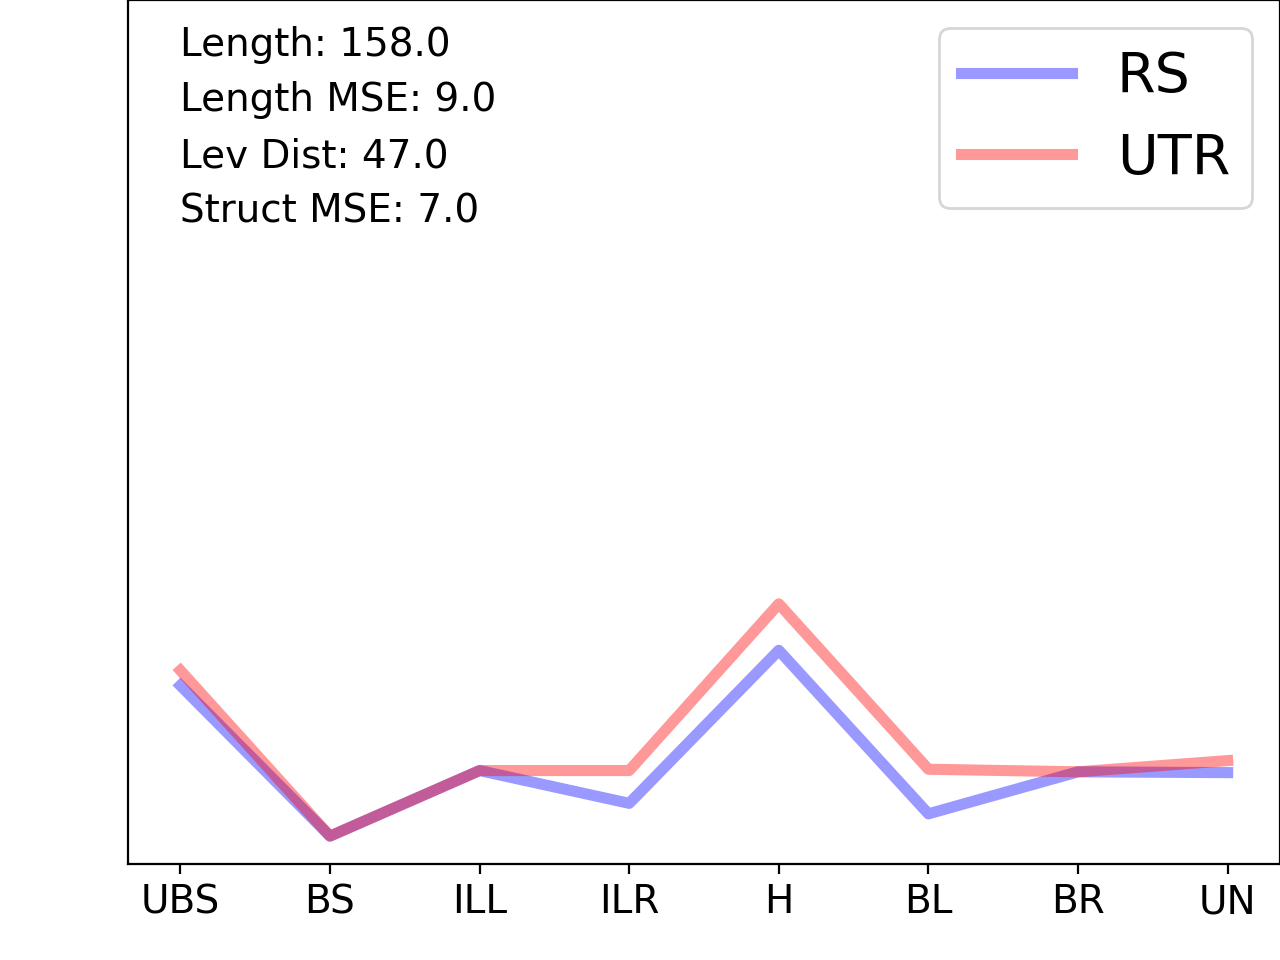 Length: 158.0
Length MSE: 9.0
Lev Dist: 47.0
Struct MSE: 7.0
RS
UTR
UBS BS ILL ILR H BL BR UN